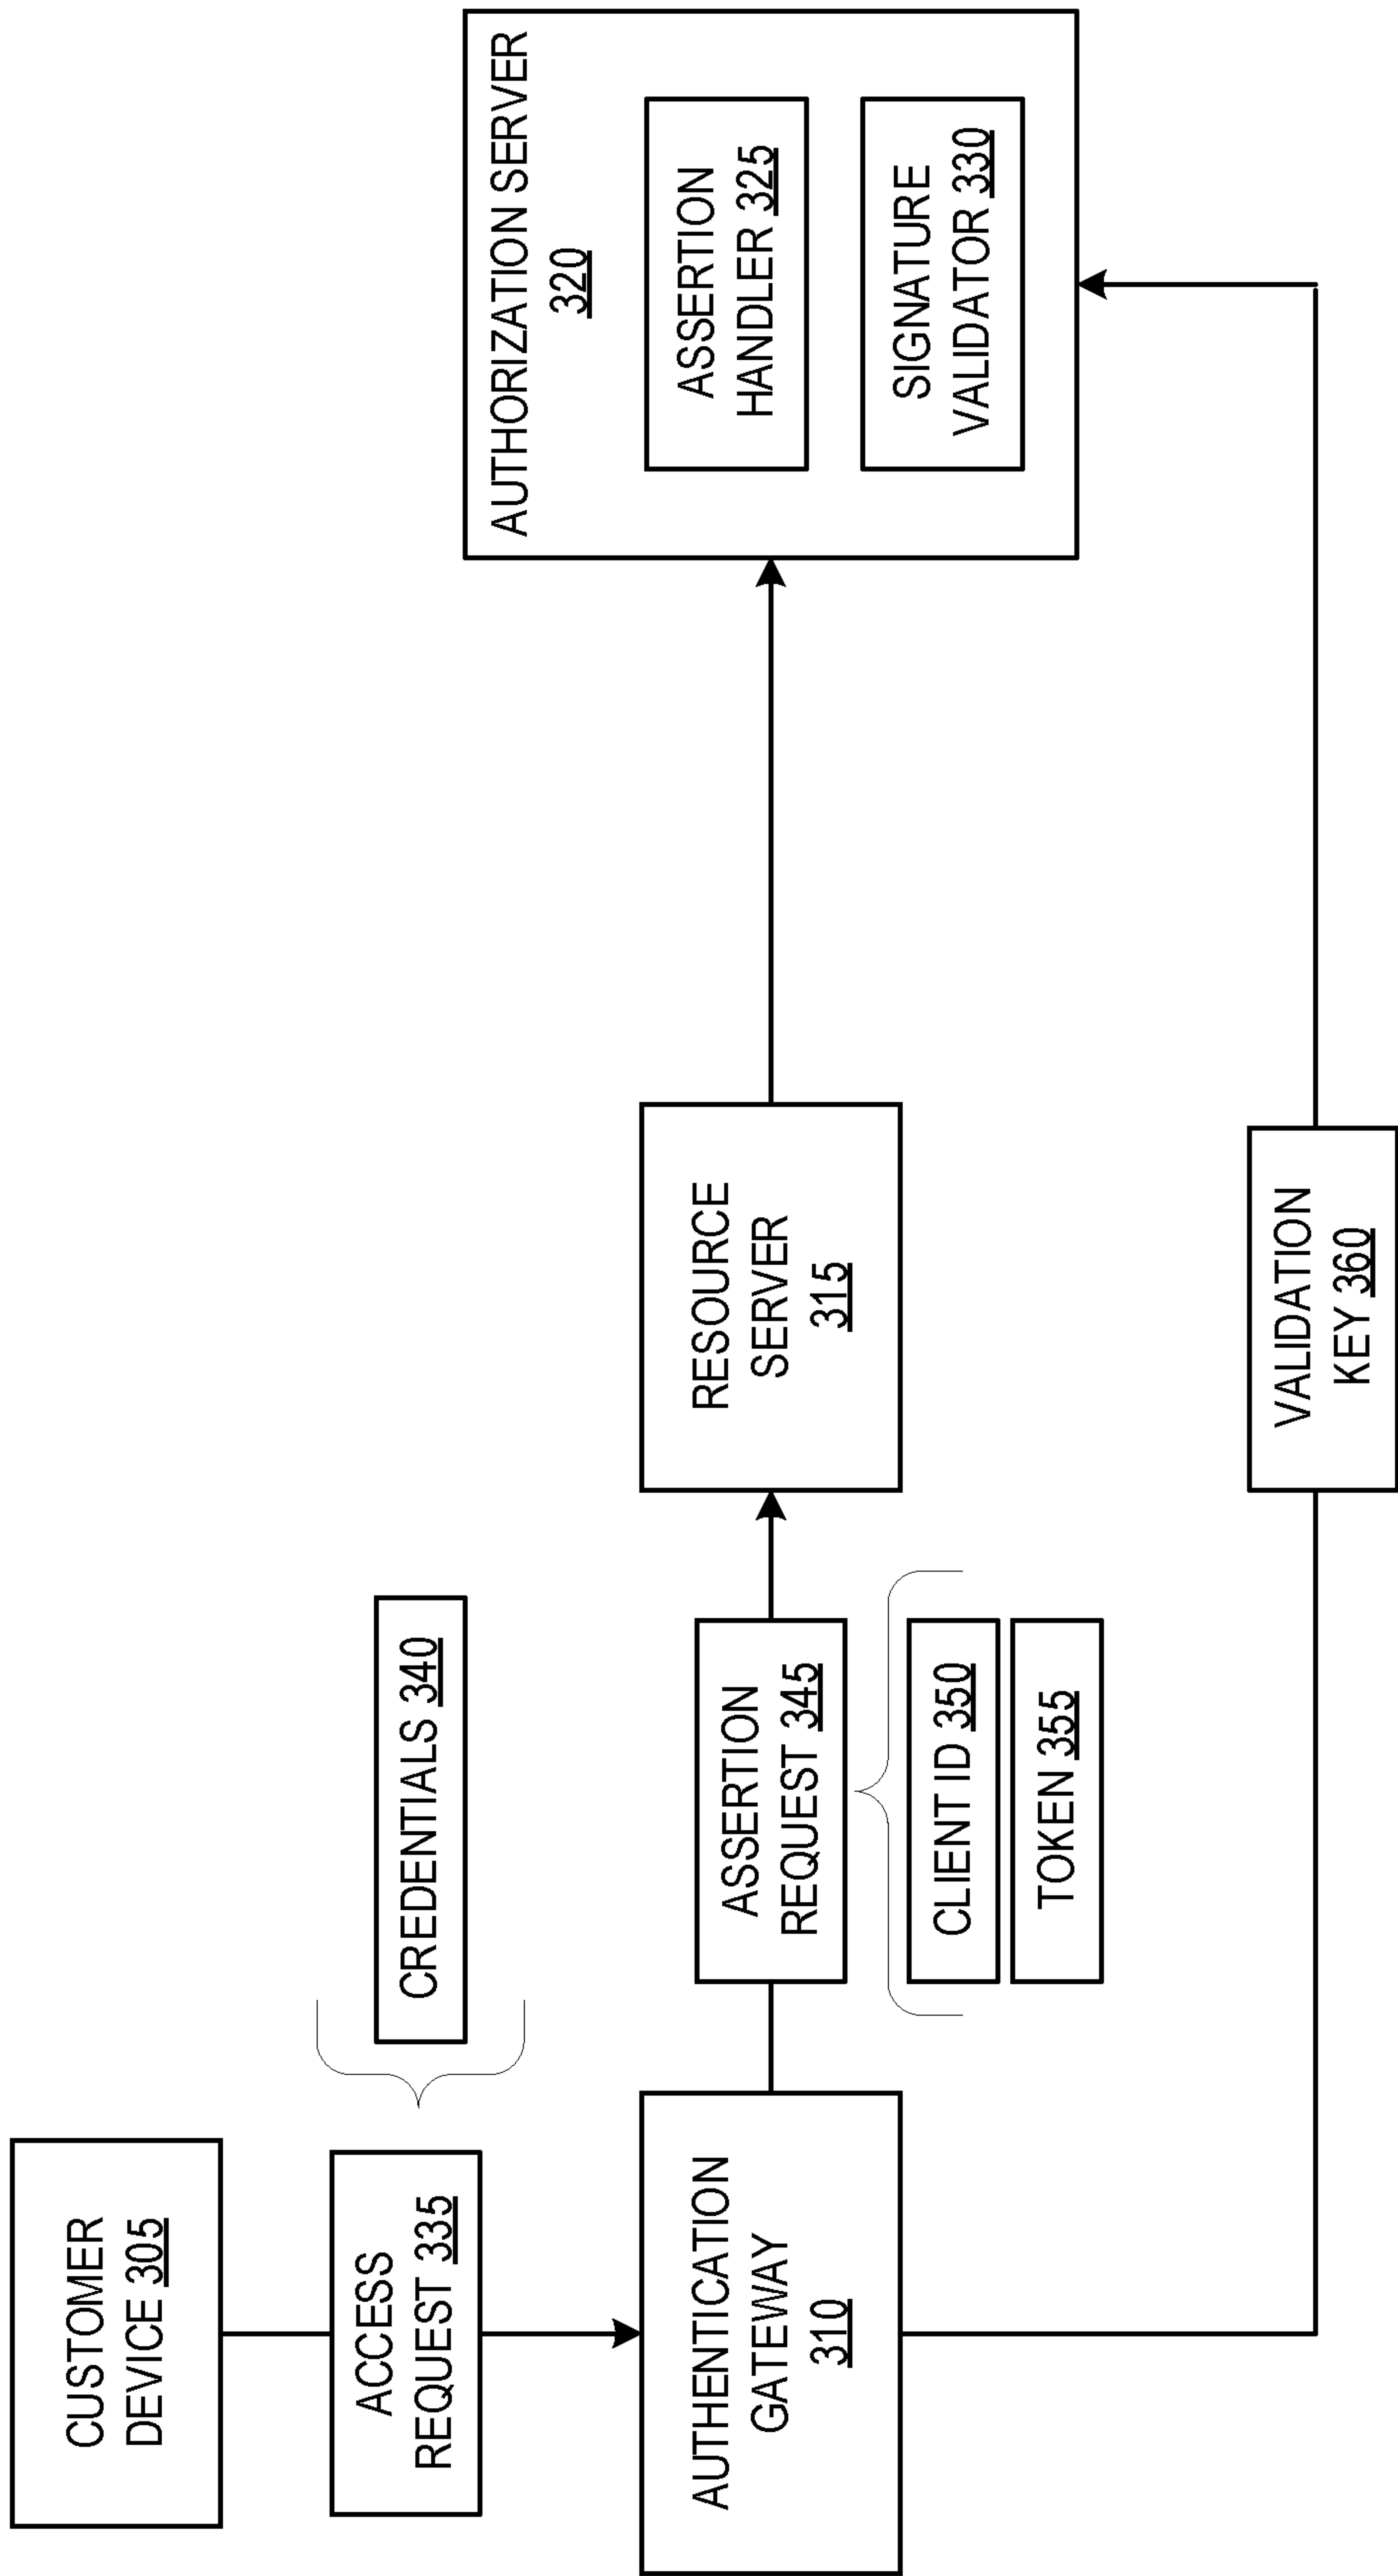 CUSTOMER
DEVICE 305
ACCESS
REQUEST 335
CREDENTIALS 340
AUTHENTICATION
GATEWAY
310
ASSERTION
REQUEST 345
CLIENT ID 350
TOKEN 355
RESOURCE
SERVER
315
AUTHORIZATION SERVER
320
ASSERTION
HANDLER 325
SIGNATURE
VALIDATOR 330
VALIDATION
KEY 360